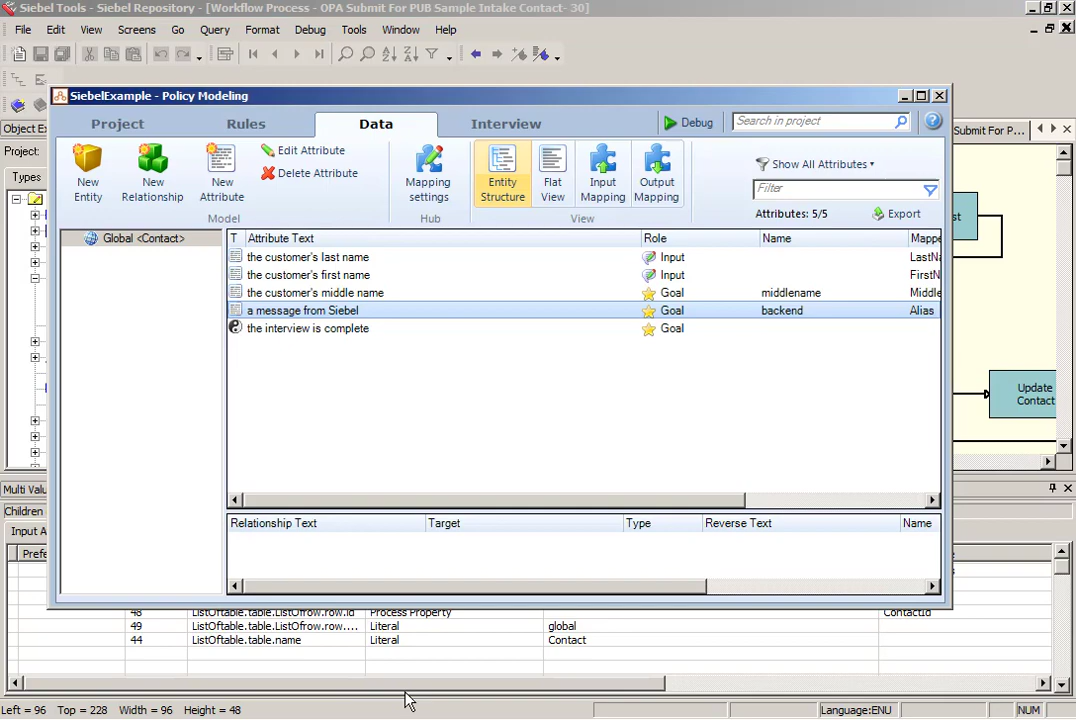 Siebel Tools - Siebel Repository - [Workflow Process - OPA Submit For PUB Sample Intake Contact- 30]
File Edit View Screens Go Query Format Debug Tools Window Help
SiebelExample - Policy Modeling
Object Ex
Submit For P...
Project:
Types
Project Rules Data Interview Debug Search in project
New Entity
New Relationship
New Attribute
Edit Attribute
Delete Attribute
Model
Mapping settings
Hub
Entity Structure
Flat View
Input Mapping
Output Mapping
View
Show All Attributes
Filter
Attributes: 5/5 Export
Global <Contact>
T Attribute Text Role Name Mappe
the customer's last name Input LastNa
the customer's first name Input FirstN
the customer's middle name Goal middlename Middle
a message from Siebel Goal backend Alias
the interview is complete Goal
Update Contact
Relationship Text Target Type Reverse Text Name
Multi Valu
Children
Input A
Prefe
48 ListOftable.table.ListOfrow.row.id Process Property ContactId
49 ListOftable.table.ListOfrow.row.... Literal global
44 ListOftable.table.name Literal Contact
Left = 96 Top = 228 Width = 96 Height = 48 Language:ENU NUM